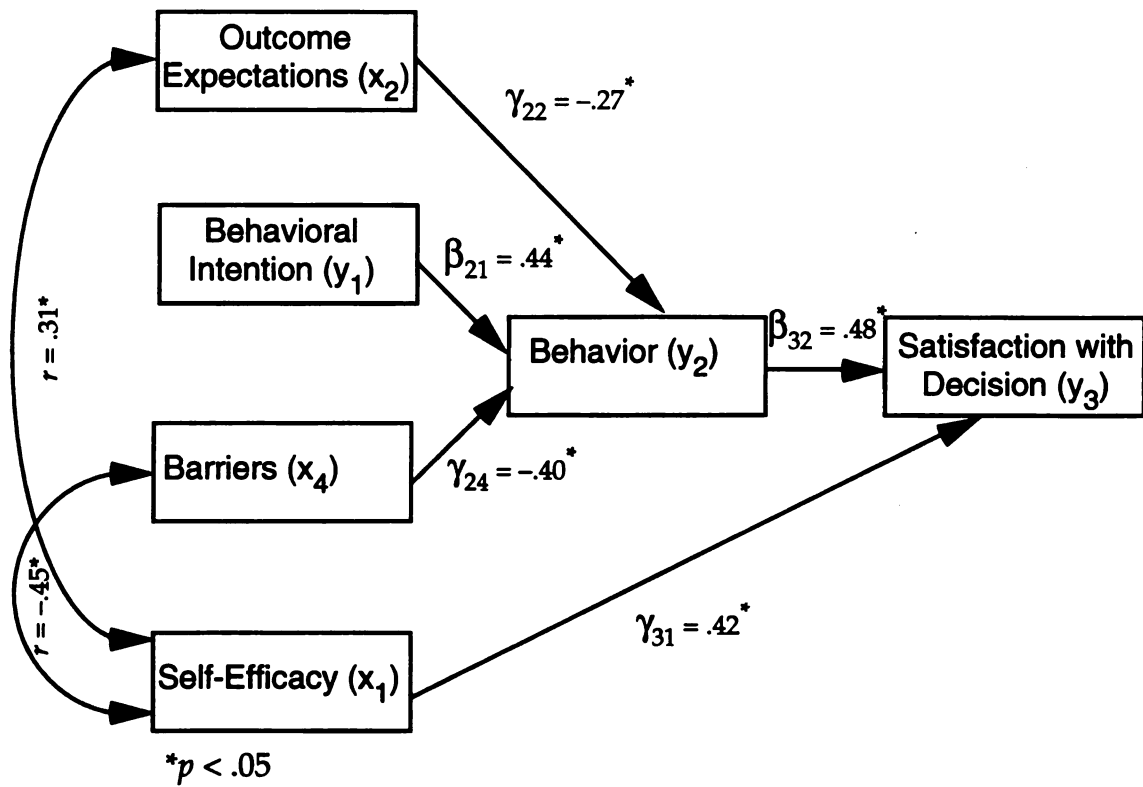 Outcome
Expectations (x₂)
γ₂₂ = –.27*
Behavioral
Intention (y₁)
β₂₁ = .44*
r = .31*
Behavior (y₂)
β₃₂ = .48*
Satisfaction with
Decision (y₃)
Barriers (x₄)
γ₂₄ = –.40*
r = –.45*
Self-Efficacy (x₁)
γ₃₁ = .42*
*p < .05